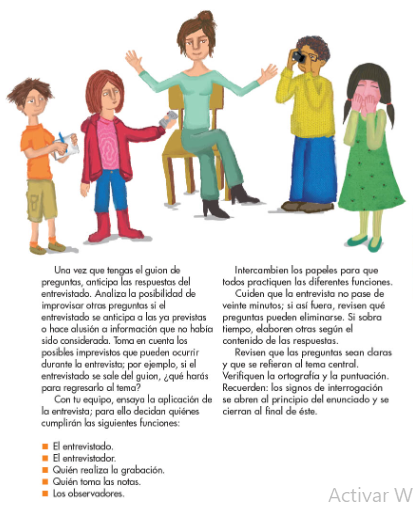 Una vez que tengas el guion de
preguntas, anticipa las respuestas del
entrevistado. Analiza la posibilidad de
improvisar otras preguntas si el
entrevistado se anticipa a las ya previstas
o hace alusión a información que no había
sido considerada. Toma en cuenta los
posibles imprevistos que pueden ocurrir
durante la entrevista; por ejemplo, si el
entrevistado se sale del guion, ¿qué harás
para regresarlo al tema?
Con tu equipo, ensaya la aplicación de
la entrevista; para ello decidan quiénes
cumplirán las siguientes funciones:
El entrevistado.
El entrevistador.
Quién realiza la grabación.
Quién toma las notas.
Los observadores.
Intercambien los papeles para que
todos practiquen las diferentes funciones.
Cuiden que la entrevista no pase de
veinte minutos; si así fuera, revisen qué
preguntas pueden eliminarse. Si sobra
tiempo, elaboren otras según el
contenido de las respuestas.
Revisen que las preguntas sean claras
y que se refieran al tema central.
Verifiquen la ortografía y la puntuación.
Recuerden: los signos de interrogación
se abren al principio del enunciado y se
cierran al final de éste.
Activar W